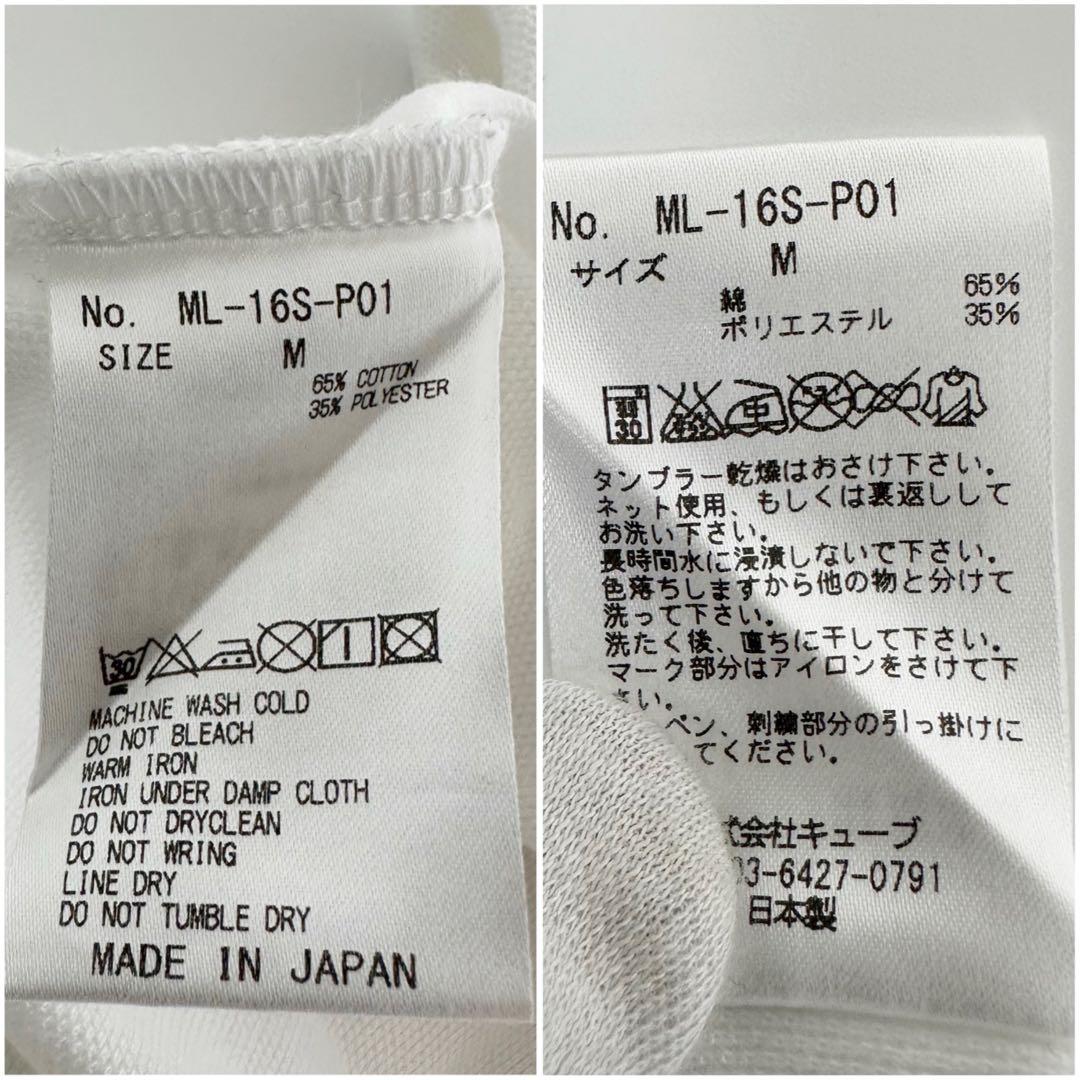 No. ML-16S-P01
SIZE M
65% COTTON
35% POLYESTER
30
MACHINE WASH COLD
DO NOT BLEACH
WARM IRON
IRON UNDER DAMP CLOTH
DO NOT DRYCLEAN
DO NOT WRING
LINE DRY
DO NOT TUMBLE DRY
MADE IN JAPAN
No. ML-16S-P01
サイズ M
綿 65%
ポリエステル 35%
弱 30 中
タンブラー乾燥はおさけ下さい。
ネット使用、もしくは裏返しして
お洗い下さい。
長時間水に浸漬しないで下さい。
色落ちしますから他の物と分けて
洗って下さい。
洗たく後、直ちに干して下さい。
マーク部分はアイロンをさけて下
さい。
ペン、刺繍部分の引っ掛けに
てください。
式会社キューブ
03-6427-0791
日本製